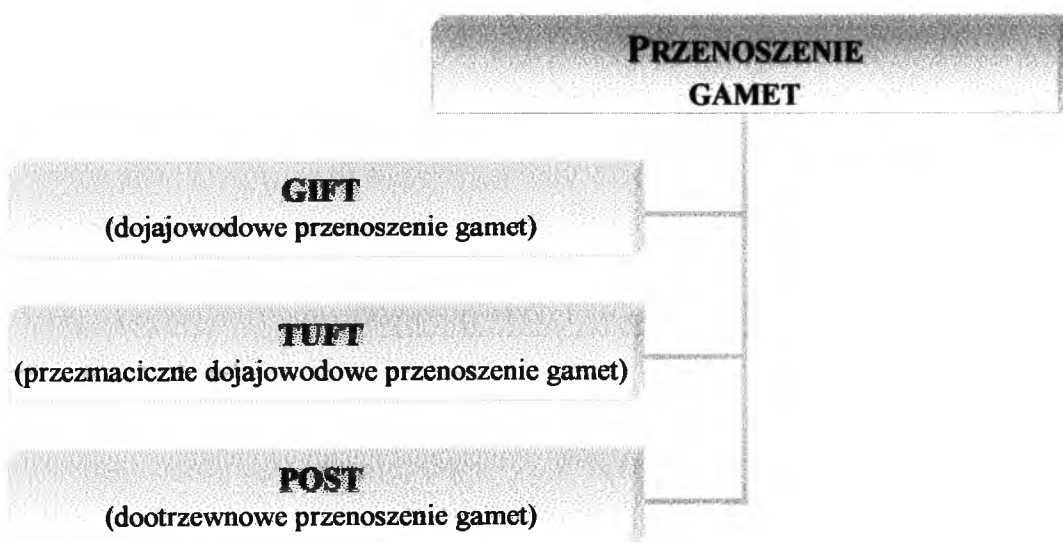 PRZENOSZENIE
GAMET
GIFT
(dojajowodowe przenoszenie gamet)
TUFT
(przezmaciczne dojajowodowe przenoszenie gamet)
POST
(dootrzewnowe przenoszenie gamet)